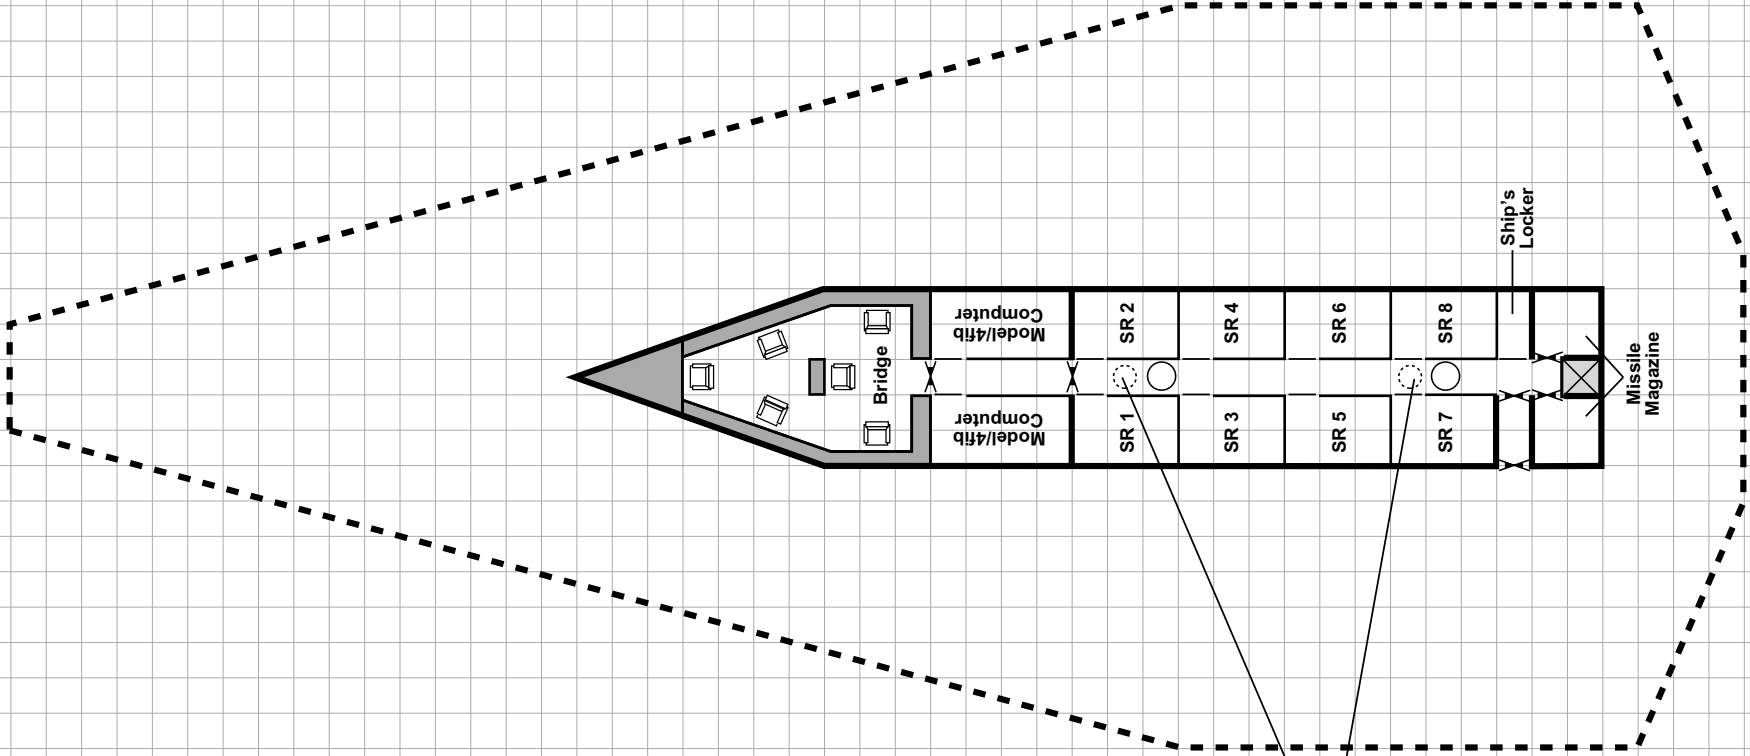 Ship's
Locker
Model/4fib
Computer
SR 2
SR 4
SR 6
SR 8
Bridge
Missile
Magazine
Model/4fib
Computer
SR 1
SR 3
SR 5
SR 7